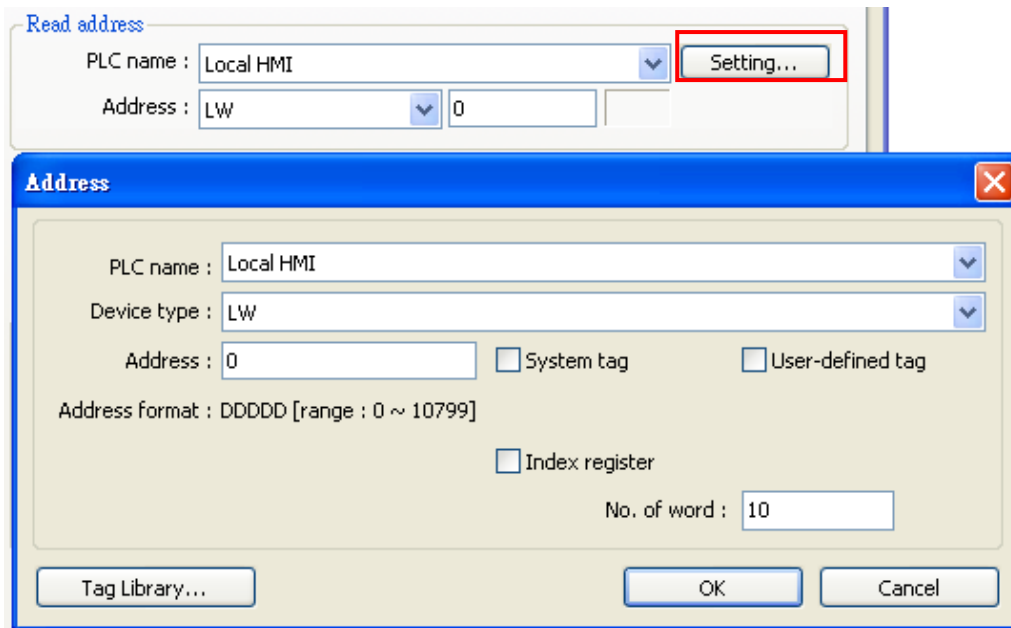 Read address
PLC name : Local HMI Setting...
Address : LW 0
Address
PLC name : Local HMI
Device type : LW
Address : 0 System tag User-defined tag
Address format : DDDDD [range : 0 ~ 10799]
Index register
No. of word : 10
Tag Library... OK Cancel